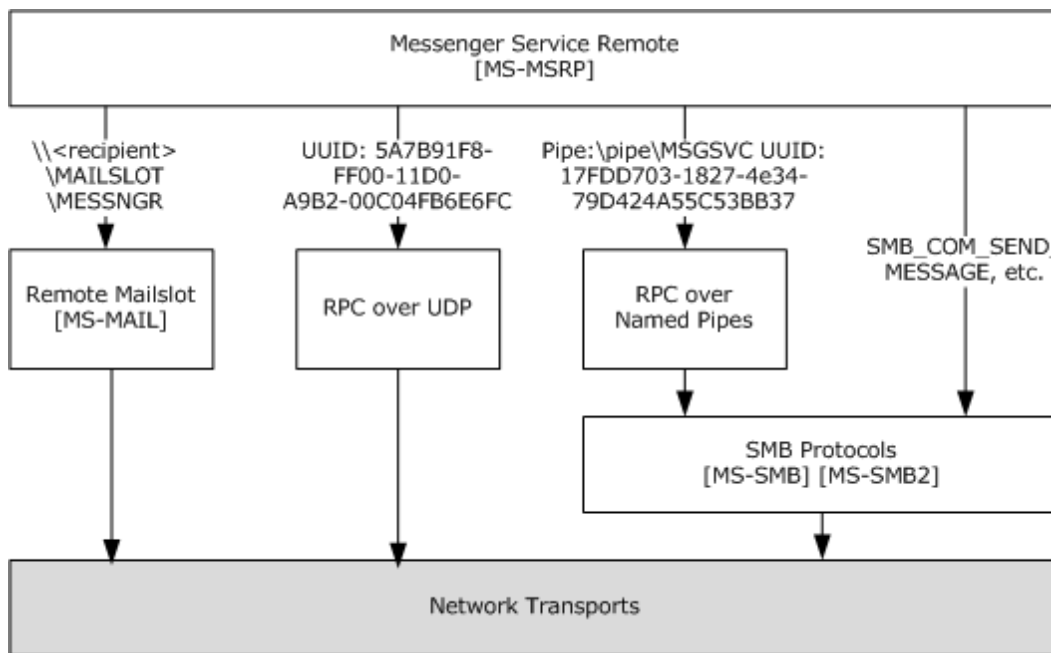 Messenger Service Remote
[MS-MSRP]
\\<recipient>
\MAILSLOT
\MESSNGR
UUID: 5A7B91F8-
FF00-11D0-
A9B2-00C04FB6E6FC
Pipe:\pipe\MSGSVC UUID:
17FDD703-1827-4e34-
79D424A55C53BB37
SMB_COM_SEND_
MESSAGE, etc.
Remote Mailslot
[MS-MAIL]
RPC over UDP
RPC over
Named Pipes
SMB Protocols
[MS-SMB] [MS-SMB2]
Network Transports